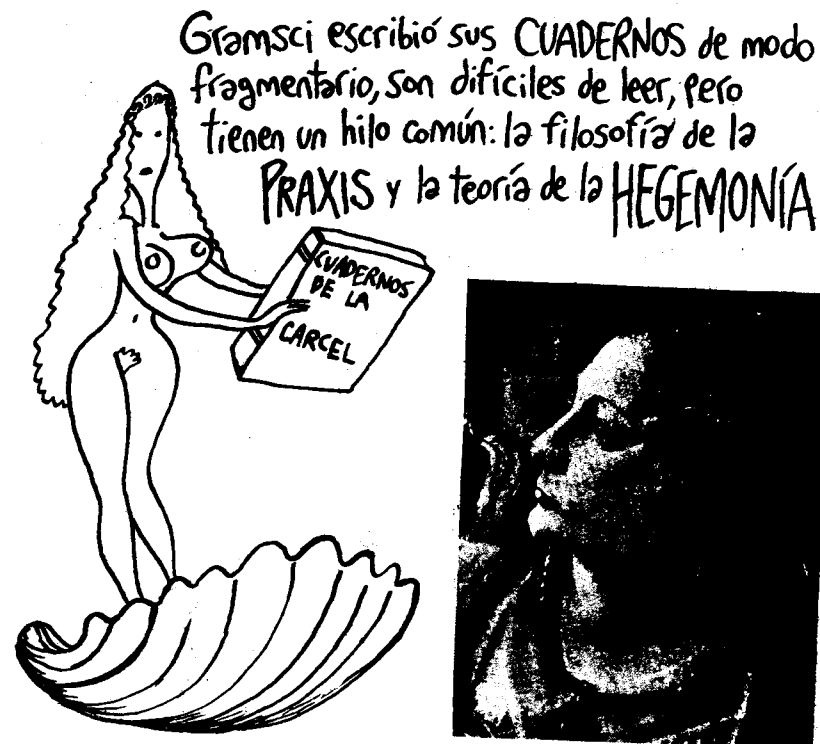 Gramsci escribió sus CUADERNOS de modo
fragmentario, son difíciles de leer, pero
tienen un hilo común: la filosofía de la
PRAXIS y la teoría de la HEGEMONÍA
CUADERNOS
DE LA
CARCEL